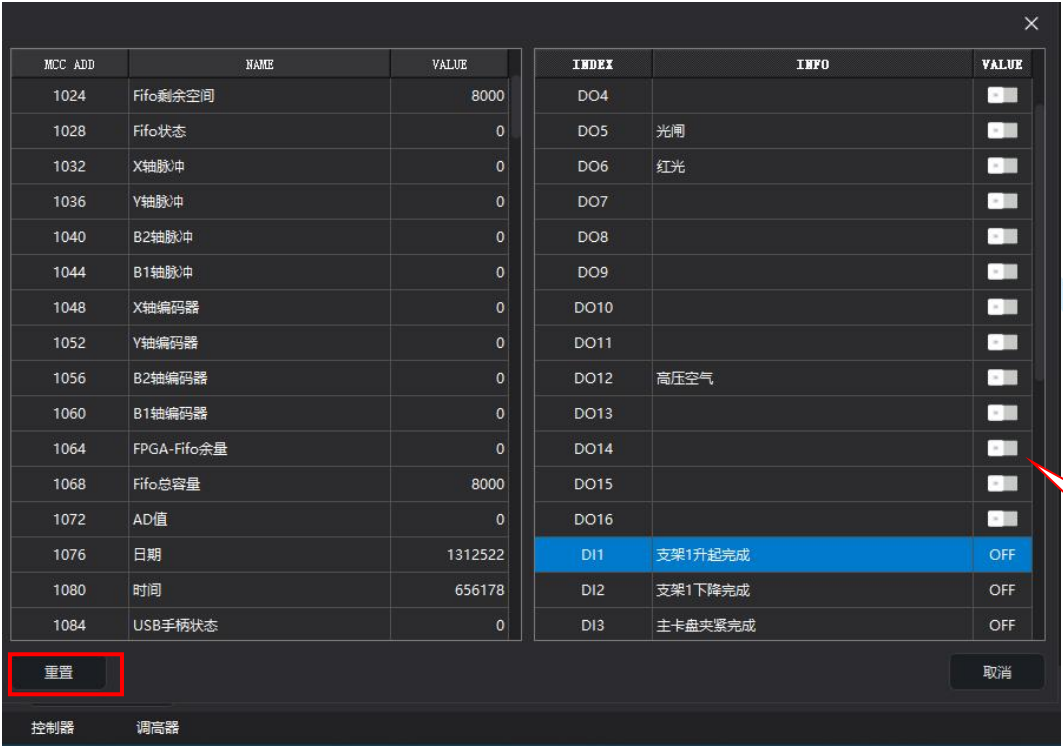 MCC ADD NAME VALUE
1024 Fifo剩余空间 8000
1028 Fifo状态 0
1032 X轴脉冲 0
1036 Y轴脉冲 0
1040 B2轴脉冲 0
1044 B1轴脉冲 0
1048 X轴编码器 0
1052 Y轴编码器 0
1056 B2轴编码器 0
1060 B1轴编码器 0
1064 FPGA-Fifo余量 0
1068 Fifo总容量 8000
1072 AD值 0
1076 日期 1312522
1080 时间 656178
1084 USB手柄状态 0
INDEX INFO VALUE
DO4
DO5 光闸
DO6 红光
DO7
DO8
DO9
DO10
DO11
DO12 高压空气
DO13
DO14
DO15
DO16
DI1 支架1升起完成 OFF
DI2 支架1下降完成 OFF
DI3 主卡盘夹紧完成 OFF
重置 取消
控制器 调高器